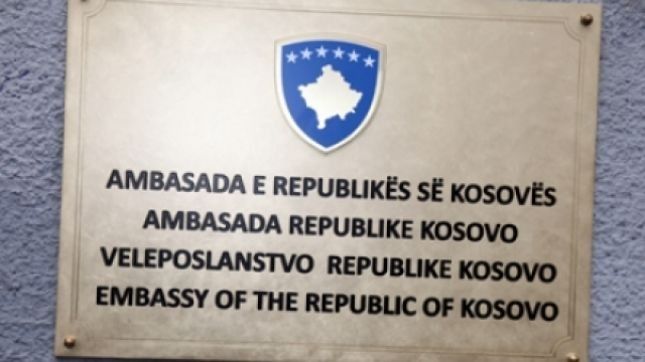 AMBASADA E REPUBLIKËS SË KOSOVËS
AMBASADA REPUBLIKE KOSOVO
VELEPOSLANSTVO REPUBLIKE KOSOVO
EMBASSY OF THE REPUBLIC OF KOSOVO